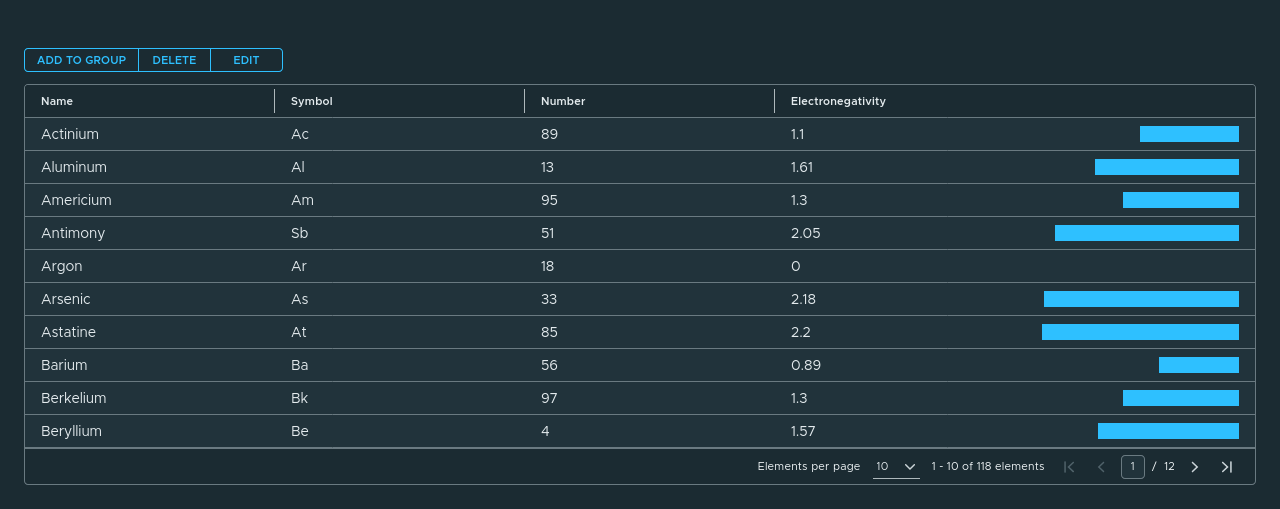 ADD TO GROUP DELETE EDIT
Name Symbol Number Electronegativity
Actinium Ac 89 1.1
Aluminum Al 13 1.61
Americium Am 95 1.3
Antimony Sb 51 2.05
Argon Ar 18 0
Arsenic As 33 2.18
Astatine At 85 2.2
Barium Ba 56 0.89
Berkelium Bk 97 1.3
Beryllium Be 4 1.57
Elements per page 10 1 - 10 of 118 elements 1 / 12